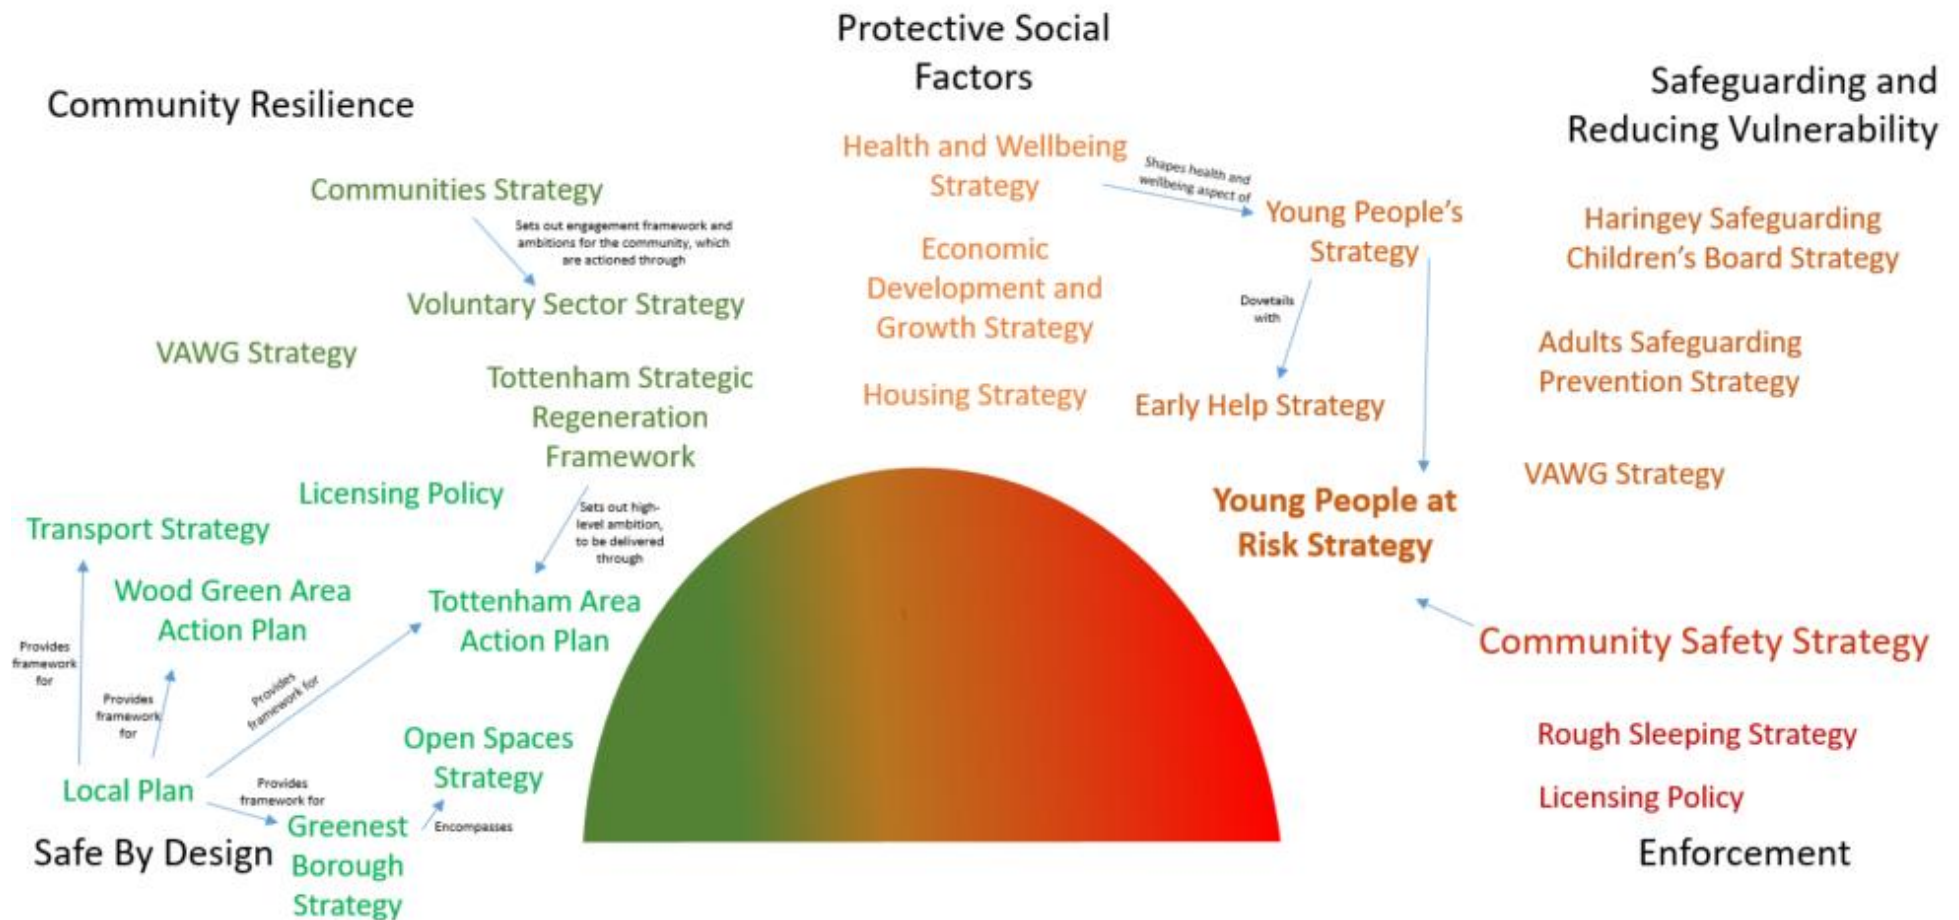 Protective Social
Factors
Community Resilience
Safeguarding and
Reducing Vulnerability
Communities Strategy
Sets out engagement framework and
ambitions for the community, which
are actioned through
Voluntary Sector Strategy
VAWG Strategy
Tottenham Strategic
Regeneration
Framework
Sets out high-
level ambition,
to be delivered
through
Licensing Policy
Transport Strategy
Wood Green Area
Action Plan
Tottenham Area
Action Plan
Provides
framework
for
Provides
framework
for
Provides
framework for
Open Spaces
Strategy
Local Plan
Provides
framework for
Greenest
Borough
Strategy
Encompasses
Safe By Design
Health and Wellbeing
Strategy
Shapes health and
wellbeing aspect of
Young People's
Strategy
Economic
Development and
Growth Strategy
Housing Strategy
Dovetails
with
Early Help Strategy
Young People at
Risk Strategy
Haringey Safeguarding
Children's Board Strategy
Adults Safeguarding
Prevention Strategy
VAWG Strategy
Community Safety Strategy
Rough Sleeping Strategy
Licensing Policy
Enforcement